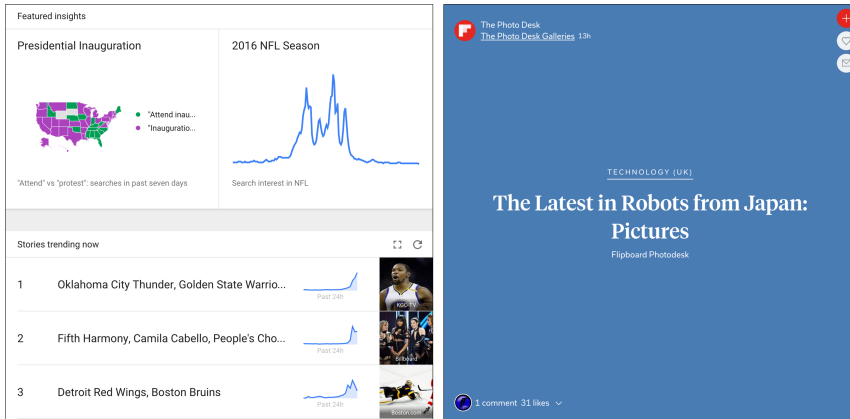 Featured insights
Presidential Inauguration
"Attend inau...
"Inauguratio...
"Attend" vs "protest": searches in past seven days
2016 NFL Season
Search interest in NFL
Stories trending now
1
Oklahoma City Thunder, Golden State Warrio...
Past 24h
KGC-TV
2
Fifth Harmony, Camila Cabello, People's Cho...
Past 24h
Billboard
3
Detroit Red Wings, Boston Bruins
Past 24h
Boston.com
The Photo Desk
The Photo Desk Galleries 13h
TECHNOLOGY (UK)
The Latest in Robots from Japan:
Pictures
Flipboard Photodesk
1 comment 31 likes